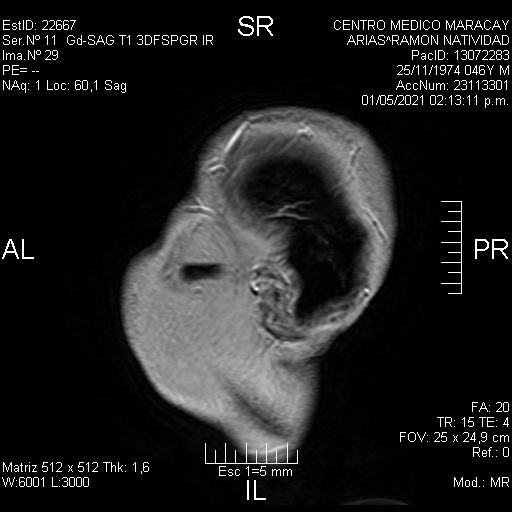 EstID: 22667
Ser.Nº 11 Gd-SAG T1 3DFSPGR IR
Ima.Nº 29
PE= --
NAq: 1 Loc: 60,1 Sag
SR
CENTRO MEDICO MARACAY
ARIAS^RAMON NATIVIDAD
PacID: 13072283
25/11/1974 046Y M
AccNum: 23113301
01/05/2021 02:13:11 p.m.
AL
PR
Matriz 512 x 512 Thk: 1,6
W:6001 L:3000
Esc 1=5 mm
IL
FA: 20
TR: 15 TE: 4
FOV: 25 x 24,9 cm
Ref.: 0
Mod.: MR